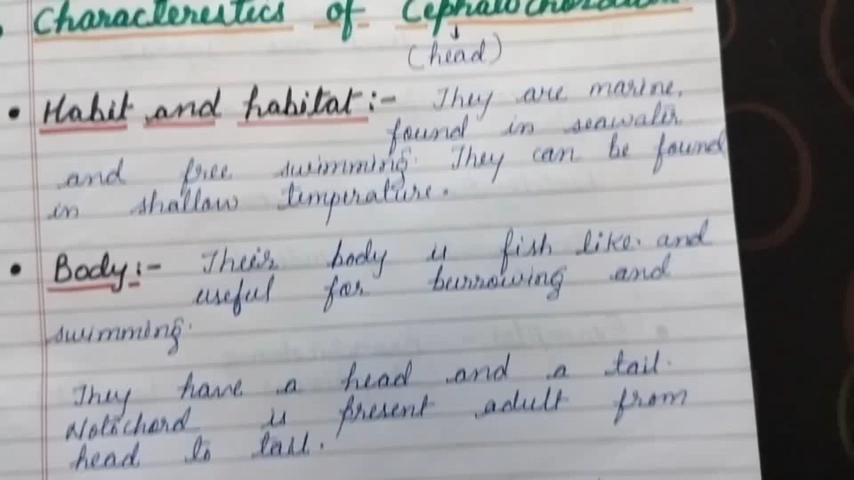 Characteristics of Cephalochordata
(head)
• Habit and habitat :- They are marine,
found in seawater
and free swimming. They can be found
in shallow temperature.
• Body :- Their body is fish like and
useful for burrowing and
swimming.
They have a head and a tail.
Notochord is present adult from
head to tail.